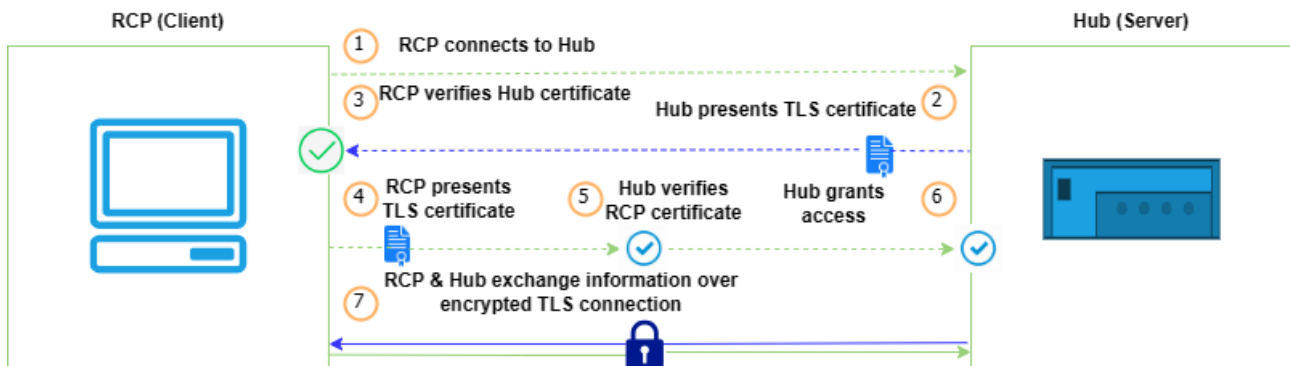 RCP (Client)
Hub (Server)
1
RCP connects to Hub
3
RCP verifies Hub certificate
Hub presents TLS certificate
2
4
RCP presents
TLS certificate
5
Hub verifies
RCP certificate
Hub grants
access
6
7
RCP & Hub exchange information over
encrypted TLS connection